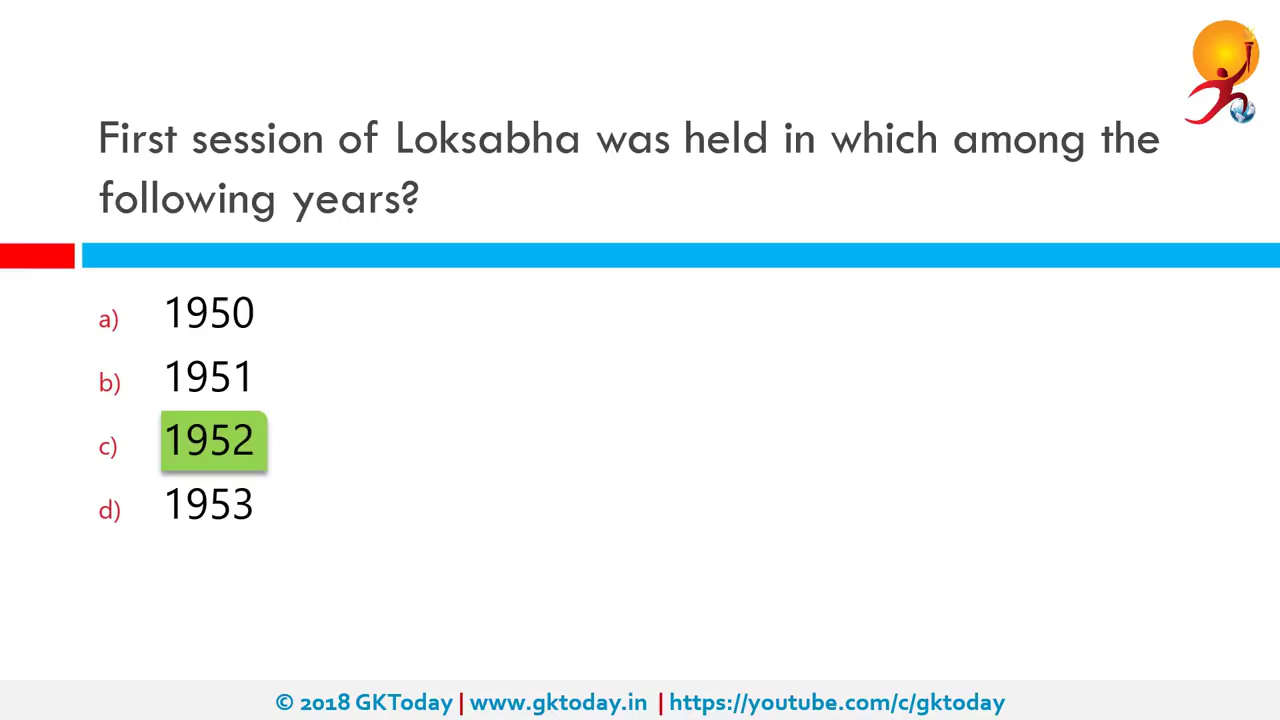 First session of Loksabha was held in which among the
following years?
a) 1950
b) 1951
c) 1952
d) 1953
© 2018 GKToday | www.gktoday.in | https://youtube.com/c/gktoday